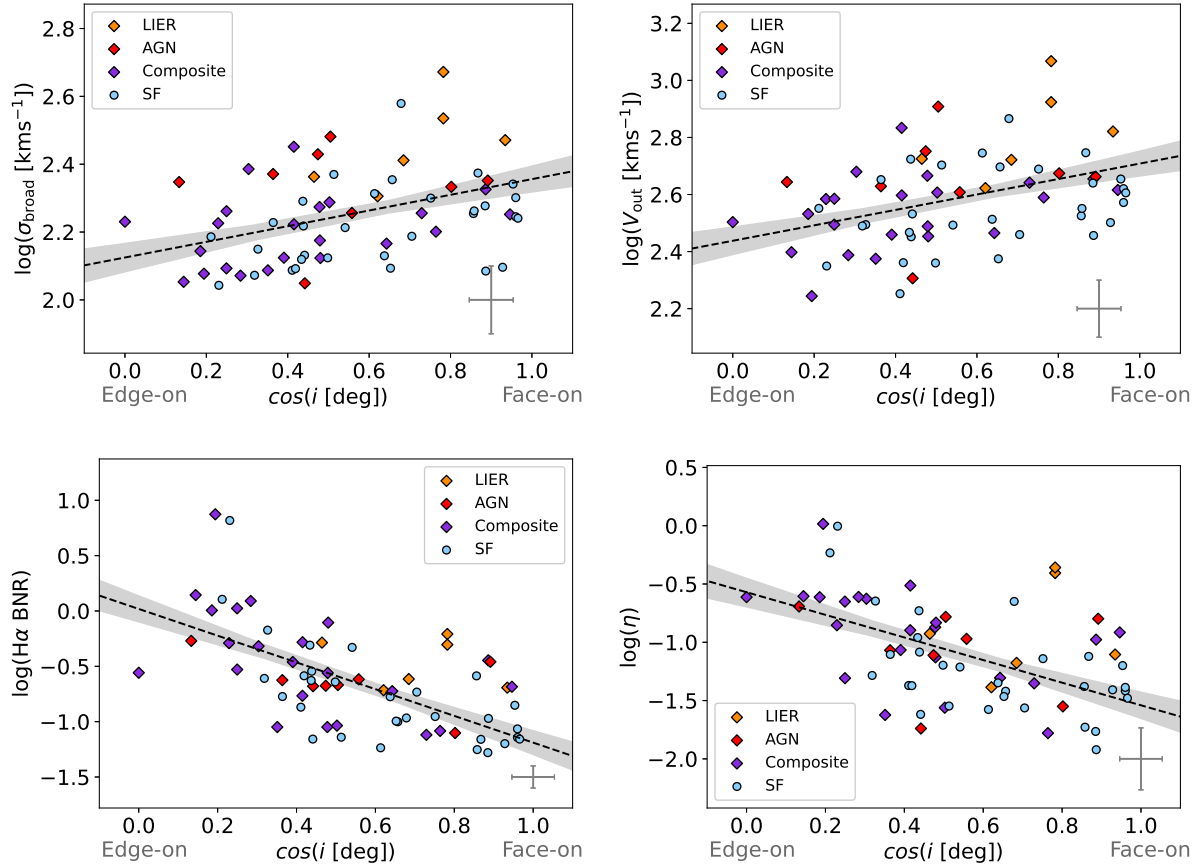 2.8
2.6
2.4
2.2
2.0
log(σbroad [kms−1])
LIER
AGN
Composite
SF
0.0 0.2 0.4 0.6 0.8 1.0
Edge-on cos(i [deg]) Face-on
3.2
3.0
2.8
2.6
2.4
2.2
log(Vout [kms−1])
LIER
AGN
Composite
SF
0.0 0.2 0.4 0.6 0.8 1.0
Edge-on cos(i [deg]) Face-on
1.0
0.5
0.0
−0.5
−1.0
−1.5
log(Hα BNR)
LIER
AGN
Composite
SF
0.0 0.2 0.4 0.6 0.8 1.0
Edge-on cos(i [deg]) Face-on
0.5
0.0
−0.5
−1.0
−1.5
−2.0
log(η)
LIER
AGN
Composite
SF
0.0 0.2 0.4 0.6 0.8 1.0
Edge-on cos(i [deg]) Face-on